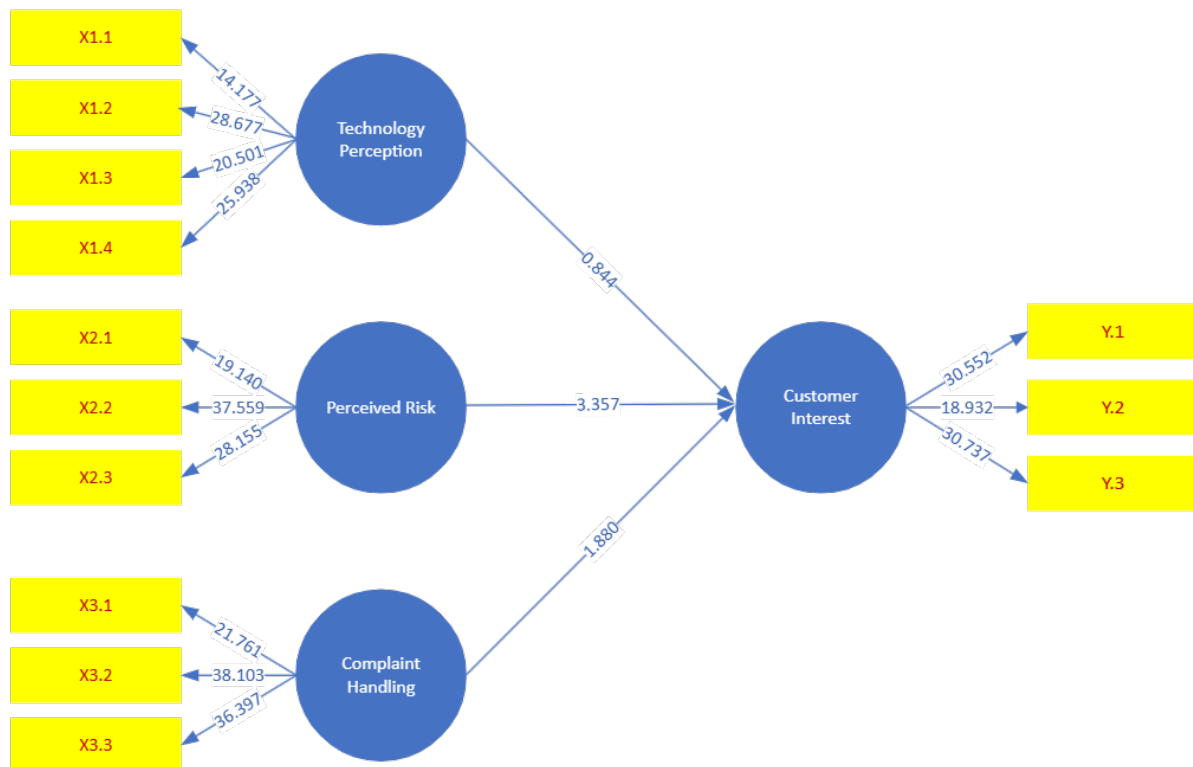 X1.1
14.177
X1.2
28.677
X1.3
20.501
X1.4
25.938
Technology
Perception
0.844
X2.1
19.140
X2.2
37.559
X2.3
28.155
Perceived Risk
3.357
Customer
Interest
30.552
Y.1
18.932
Y.2
30.737
Y.3
X3.1
21.761
X3.2
38.103
X3.3
36.397
Complaint
Handling
1.880